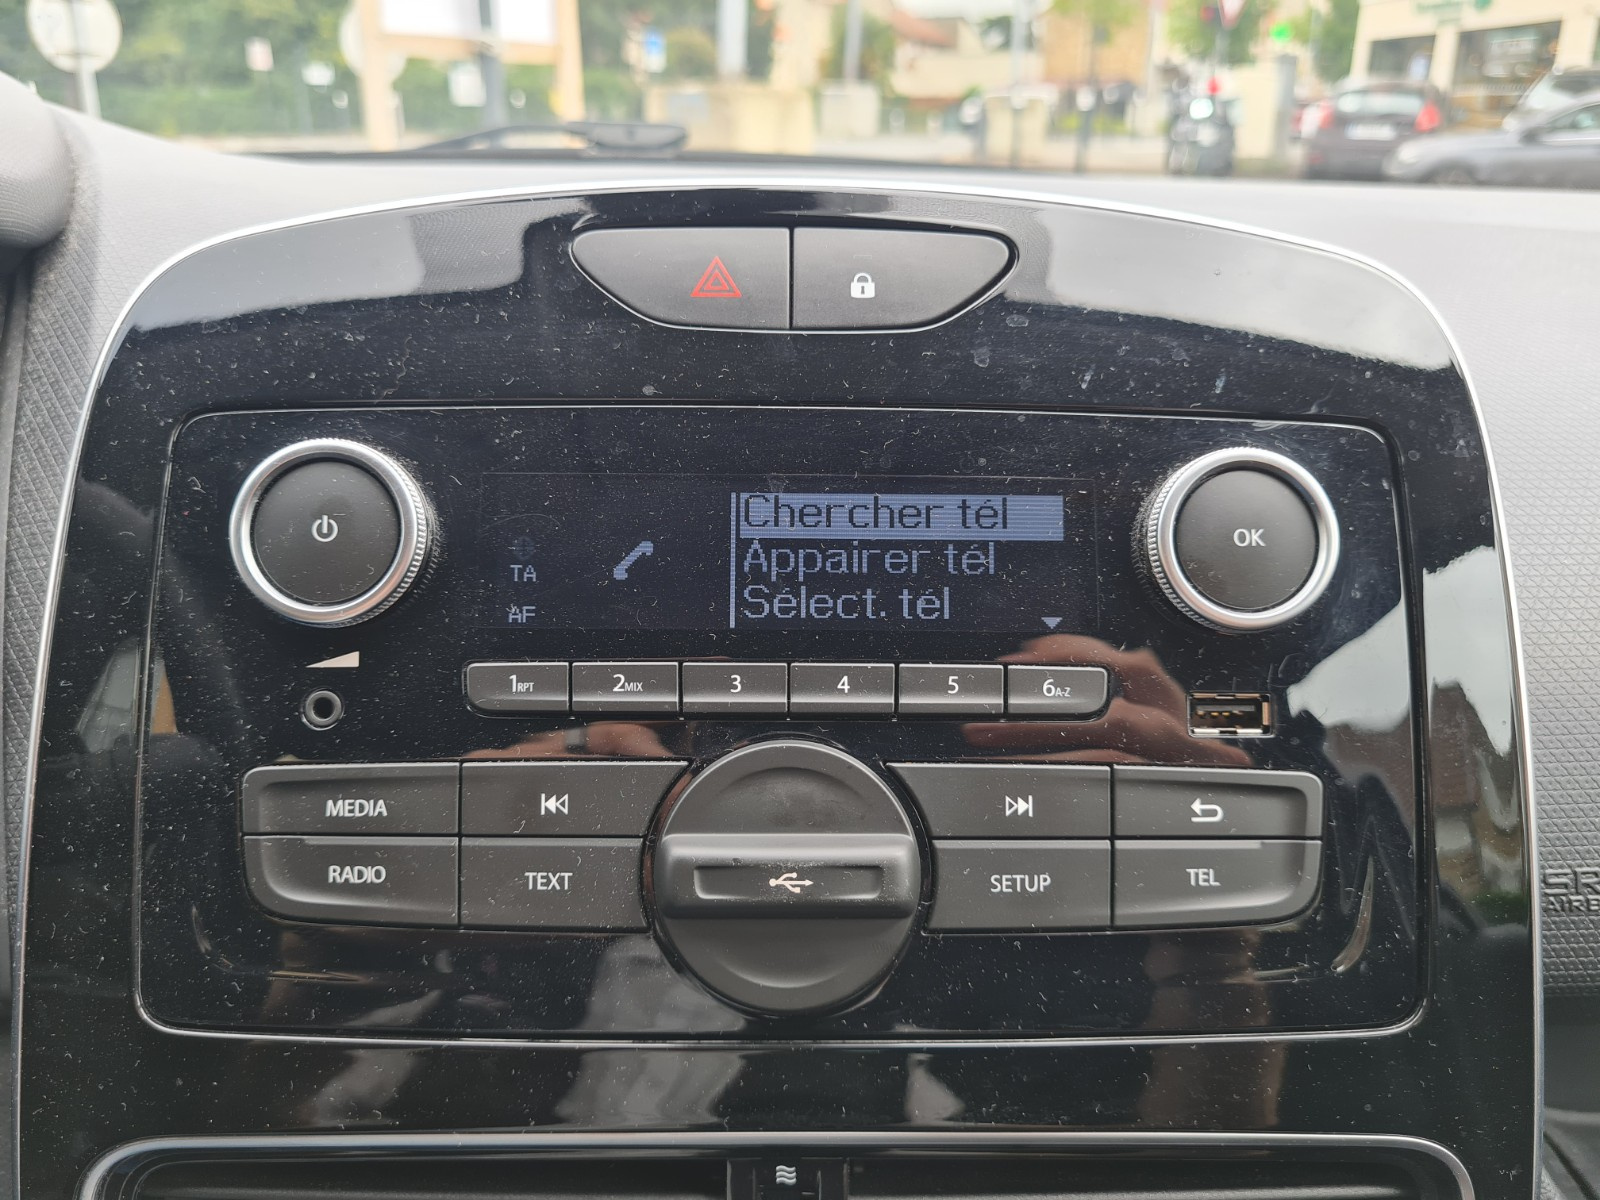 Chercher tél
Appairer tél
Sélect. tél
TA
AF
OK
1RPT
2MIX
3
4
5
6A-Z
MEDIA
RADIO
TEXT
SETUP
TEL